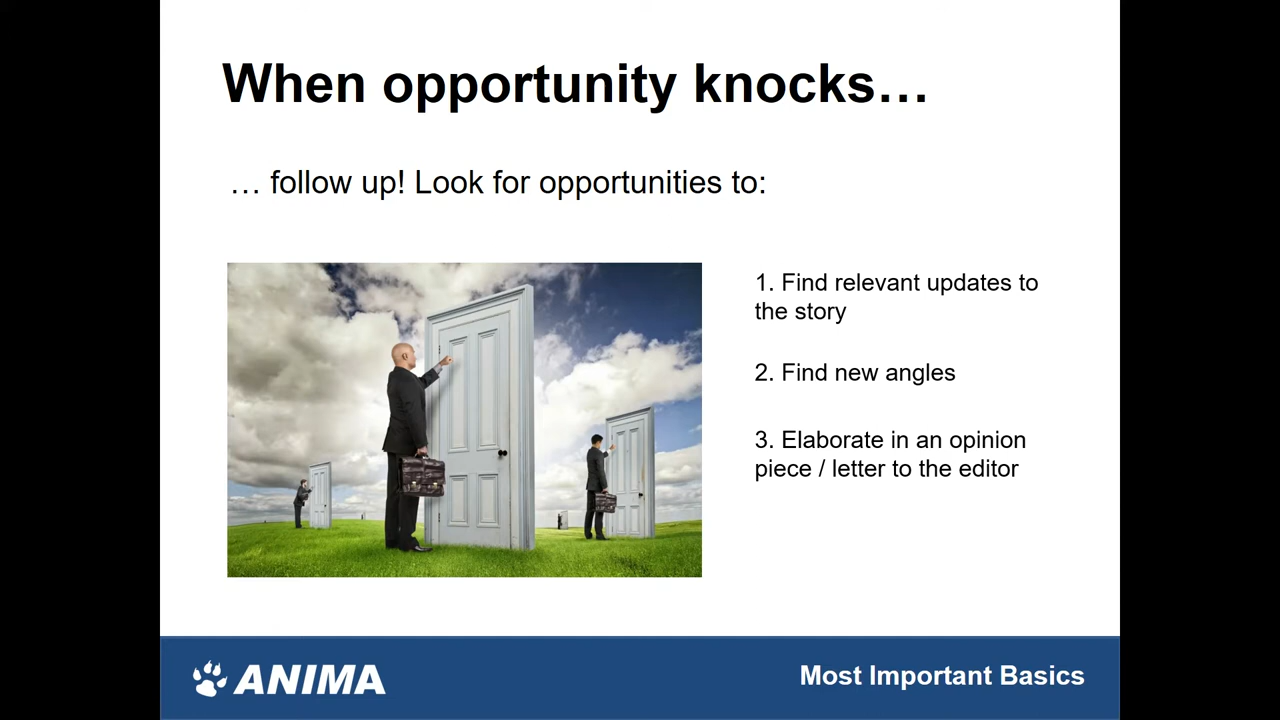 When opportunity knocks…
… follow up! Look for opportunities to:
1. Find relevant updates to
the story
2. Find new angles
3. Elaborate in an opinion
piece / letter to the editor
ANIMA
Most Important Basics